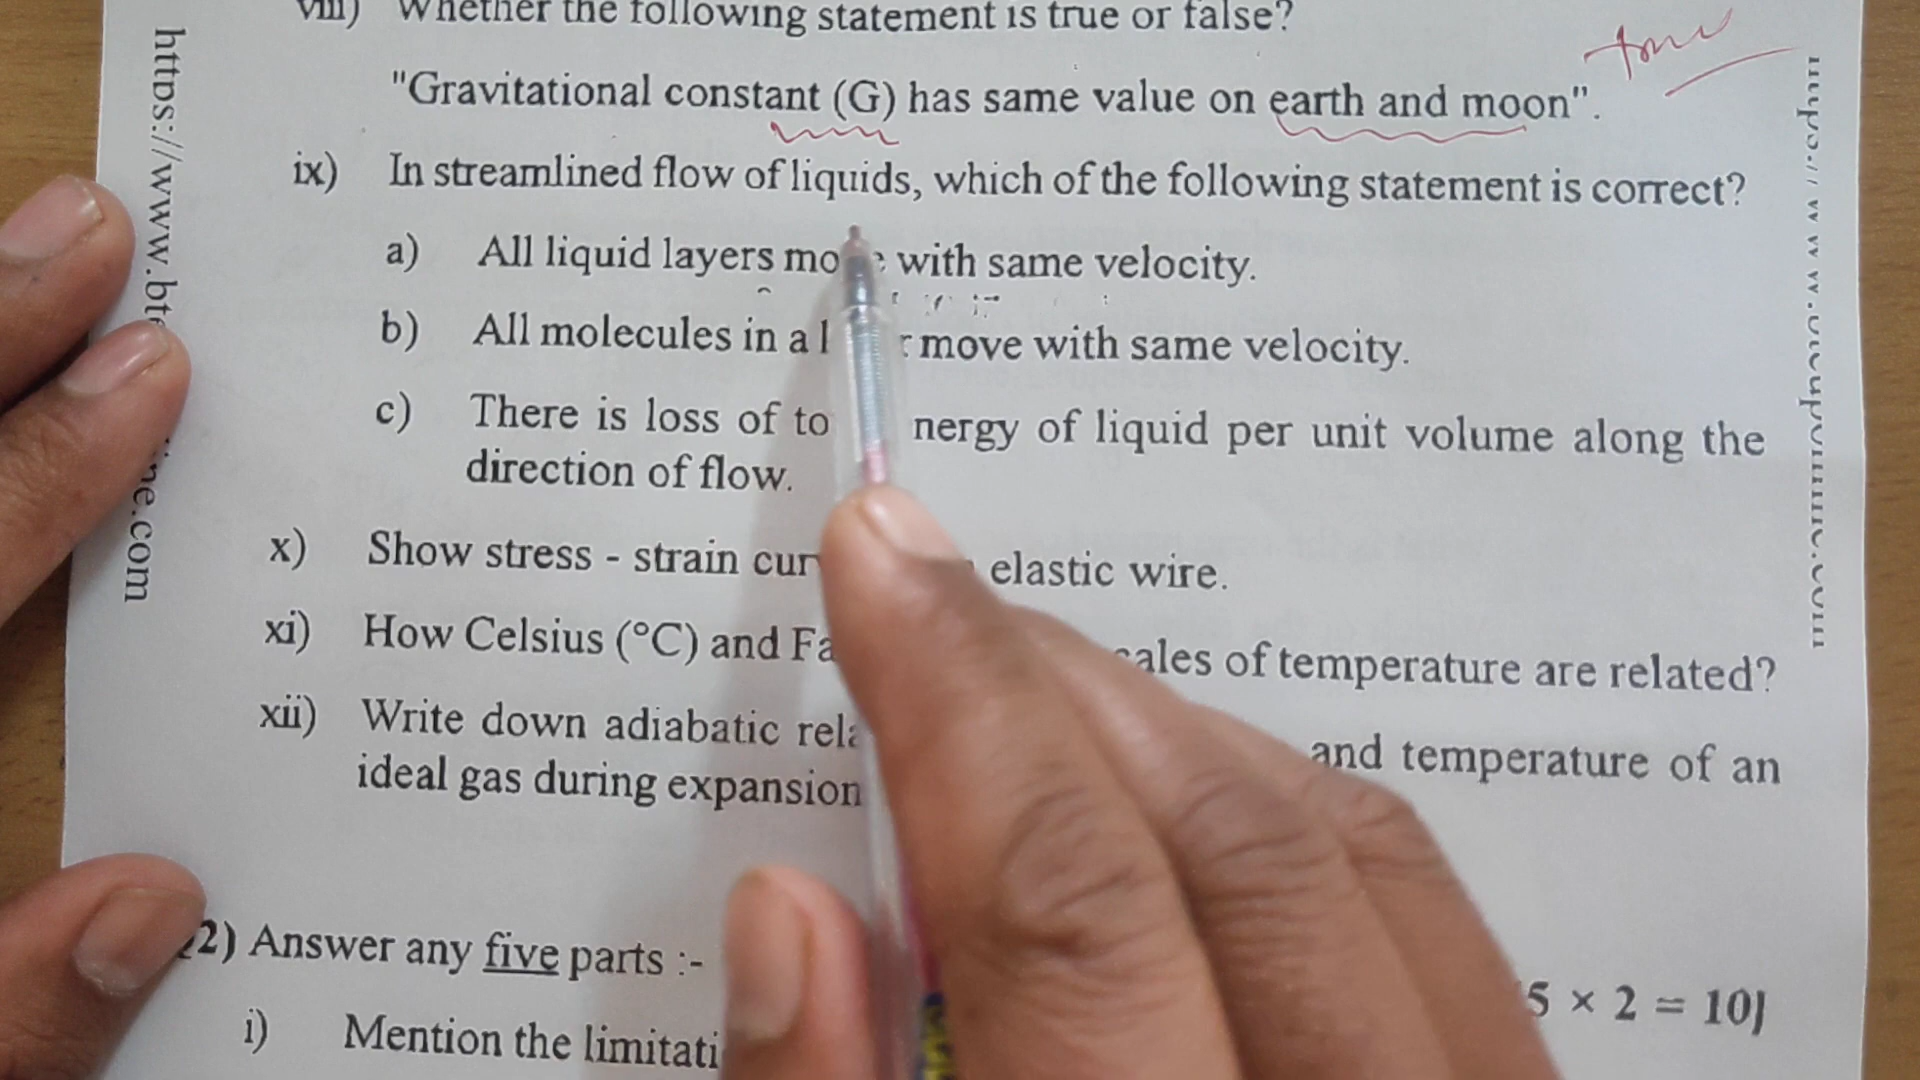 viii) Whether the following statement is true or false?
true
"Gravitational constant (G) has same value on earth and moon".
ix) In streamlined flow of liquids, which of the following statement is correct?
a) All liquid layers mo with same velocity.
b) All molecules in a l r move with same velocity.
c) There is loss of to nergy of liquid per unit volume along the
direction of flow.
x) Show stress - strain cur elastic wire.
xi) How Celsius (°C) and Fa cales of temperature are related?
xii) Write down adiabatic rela and temperature of an
ideal gas during expansion
2) Answer any five parts :- 5 × 2 = 10]
i) Mention the limitati
https://www.bte ne.com